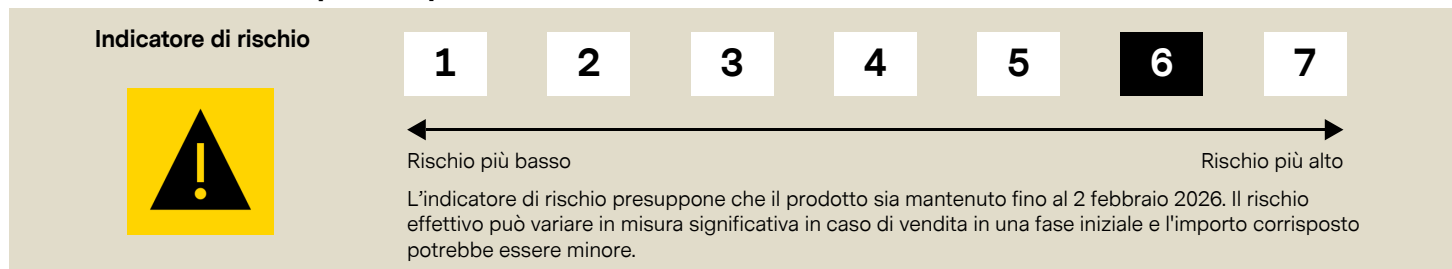 Indicatore di rischio
1 2 3 4 5 6 7
Rischio più basso Rischio più alto
L'indicatore di rischio presuppone che il prodotto sia mantenuto fino al 2 febbraio 2026. Il rischio
effettivo può variare in misura significativa in caso di vendita in una fase iniziale e l'importo corrisposto
potrebbe essere minore.